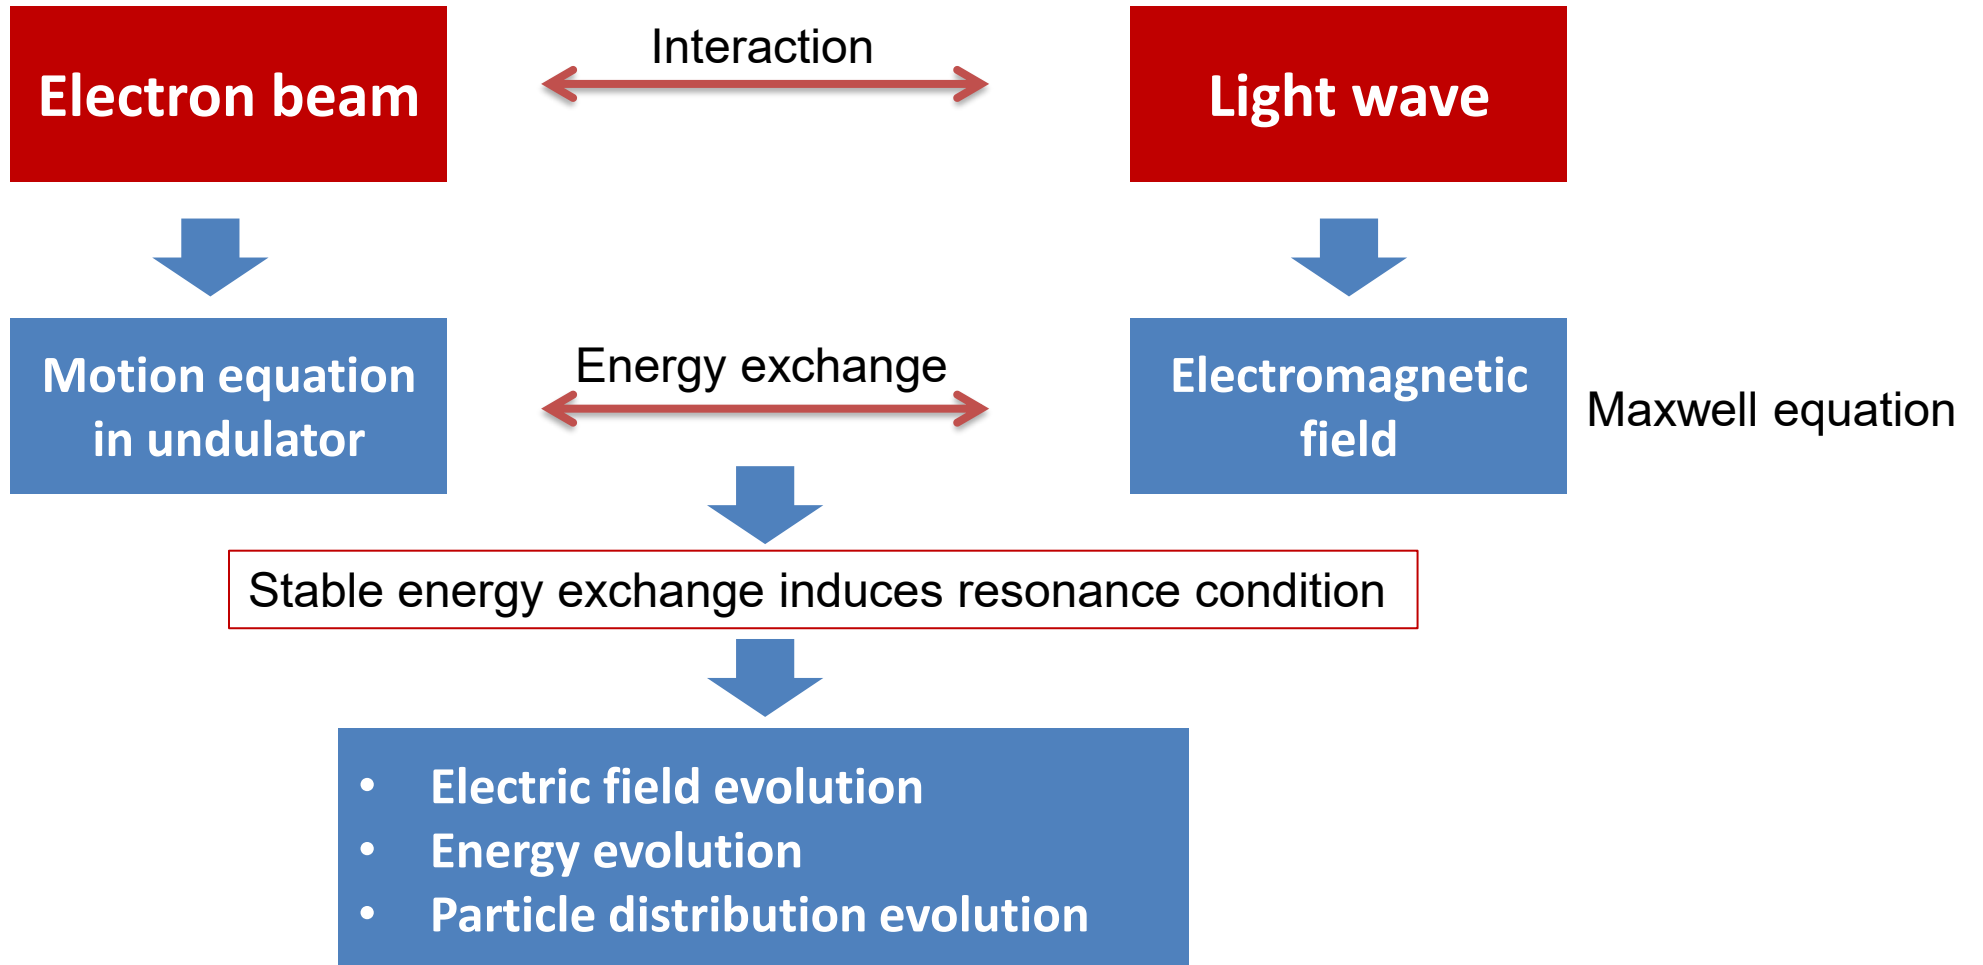 Electron beam
Interaction
Light wave
Motion equation
in undulator
Energy exchange
Electromagnetic
field
Maxwell equation
Stable energy exchange induces resonance condition
• Electric field evolution
• Energy evolution
• Particle distribution evolution